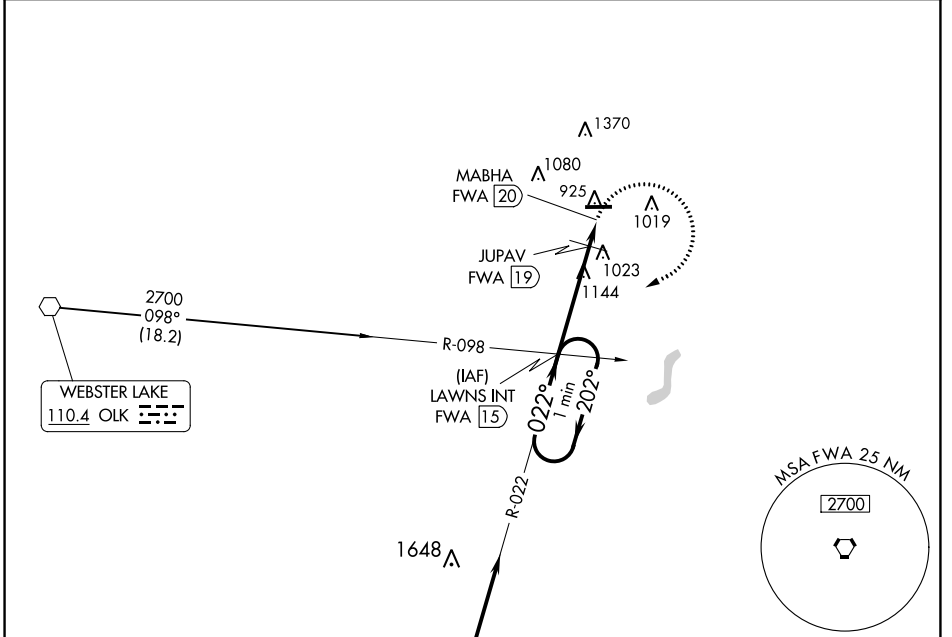 1370
1080
MABHA
FWA 20
925
1019
JUPAV
FWA 19
1023
1144
2700
098°
(18.2)
R-098
(IAF)
LAWNS INT
FWA 15
WEBSTER LAKE
110.4 OLK
022°
1 min
202°
R-022
1648
MSA FWA 25 NM
2700